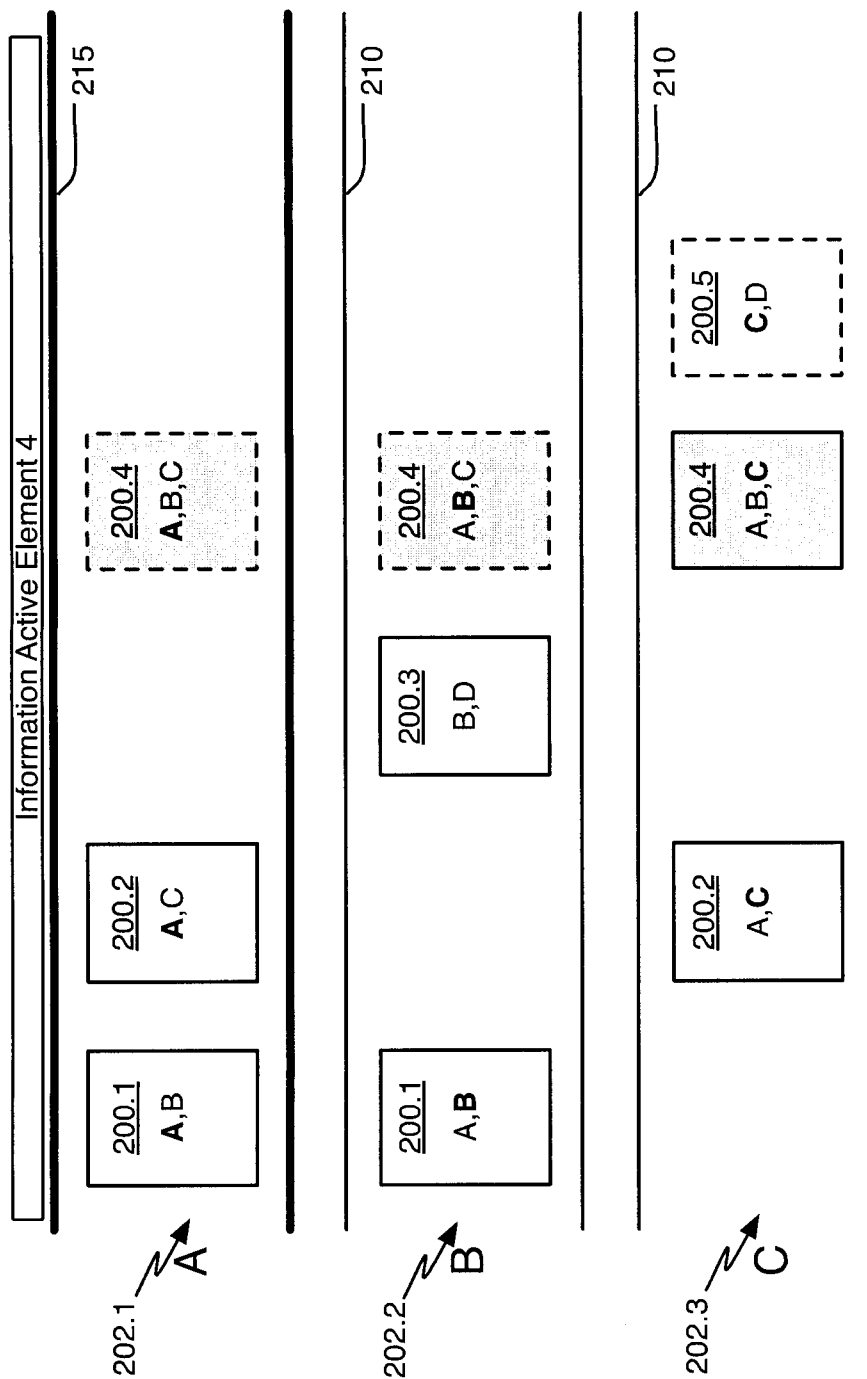 Information Active Element 4
215
202.1
A
200.1
A,B
200.2
A,C
200.4
A,B,C
210
202.2
B
200.1
A,B
200.3
B,D
200.4
A,B,C
210
202.3
C
200.2
A,C
200.4
A,B,C
200.5
C,D